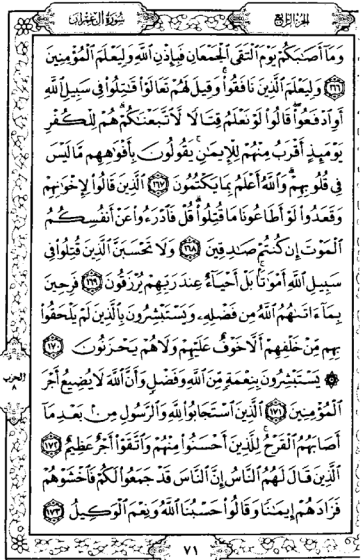 الجزء الرابع
سورة آل عمران
وَمَآ أَصَٰبَكُمْ يَوْمَ ٱلْتَقَى ٱلْجَمْعَانِ فَبِإِذْنِ ٱللَّهِ وَلِيَعْلَمَ ٱلْمُؤْمِنِينَ
﴿١٦٦﴾ وَلِيَعْلَمَ ٱلَّذِينَ نَافَقُوا۟ وَقِيلَ لَهُمْ تَعَالَوْا۟ قَٰتِلُوا۟ فِى سَبِيلِ ٱللَّهِ
أَوِ ٱدْفَعُوا۟ قَالُوا۟ لَوْ نَعْلَمُ قِتَالًا لَّٱتَّبَعْنَٰكُمْ هُمْ لِلْكُفْرِ
يَوْمَئِذٍ أَقْرَبُ مِنْهُمْ لِلْإِيمَٰنِ يَقُولُونَ بِأَفْوَٰهِهِم مَّا لَيْسَ
فِى قُلُوبِهِمْ وَٱللَّهُ أَعْلَمُ بِمَا يَكْتُمُونَ ﴿١٦٧﴾ ٱلَّذِينَ قَالُوا۟ لِإِخْوَٰنِهِمْ
وَقَعَدُوا۟ لَوْ أَطَاعُونَا مَا قُتِلُوا۟ قُلْ فَٱدْرَءُوا۟ عَنْ أَنفُسِكُمُ
ٱلْمَوْتَ إِن كُنتُمْ صَٰدِقِينَ ﴿١٦٨﴾ وَلَا تَحْسَبَنَّ ٱلَّذِينَ قُتِلُوا۟ فِى
سَبِيلِ ٱللَّهِ أَمْوَٰتًۢا بَلْ أَحْيَآءٌ عِندَ رَبِّهِمْ يُرْزَقُونَ ﴿١٦٩﴾ فَرِحِينَ
بِمَآ ءَاتَىٰهُمُ ٱللَّهُ مِن فَضْلِهِۦ وَيَسْتَبْشِرُونَ بِٱلَّذِينَ لَمْ يَلْحَقُوا۟
بِهِم مِّنْ خَلْفِهِمْ أَلَّا خَوْفٌ عَلَيْهِمْ وَلَا هُمْ يَحْزَنُونَ ﴿١٧٠﴾
۞ يَسْتَبْشِرُونَ بِنِعْمَةٍ مِّنَ ٱللَّهِ وَفَضْلٍ وَأَنَّ ٱللَّهَ لَا يُضِيعُ أَجْرَ
ٱلْمُؤْمِنِينَ ﴿١٧١﴾ ٱلَّذِينَ ٱسْتَجَابُوا۟ لِلَّهِ وَٱلرَّسُولِ مِنۢ بَعْدِ مَآ
أَصَابَهُمُ ٱلْقَرْحُ لِلَّذِينَ أَحْسَنُوا۟ مِنْهُمْ وَٱتَّقَوْا۟ أَجْرٌ عَظِيمٌ ﴿١٧٢﴾
ٱلَّذِينَ قَالَ لَهُمُ ٱلنَّاسُ إِنَّ ٱلنَّاسَ قَدْ جَمَعُوا۟ لَكُمْ فَٱخْشَوْهُمْ
فَزَادَهُمْ إِيمَٰنًا وَقَالُوا۟ حَسْبُنَا ٱللَّهُ وَنِعْمَ ٱلْوَكِيلُ ﴿١٧٣﴾
الحزب
٨
٧١